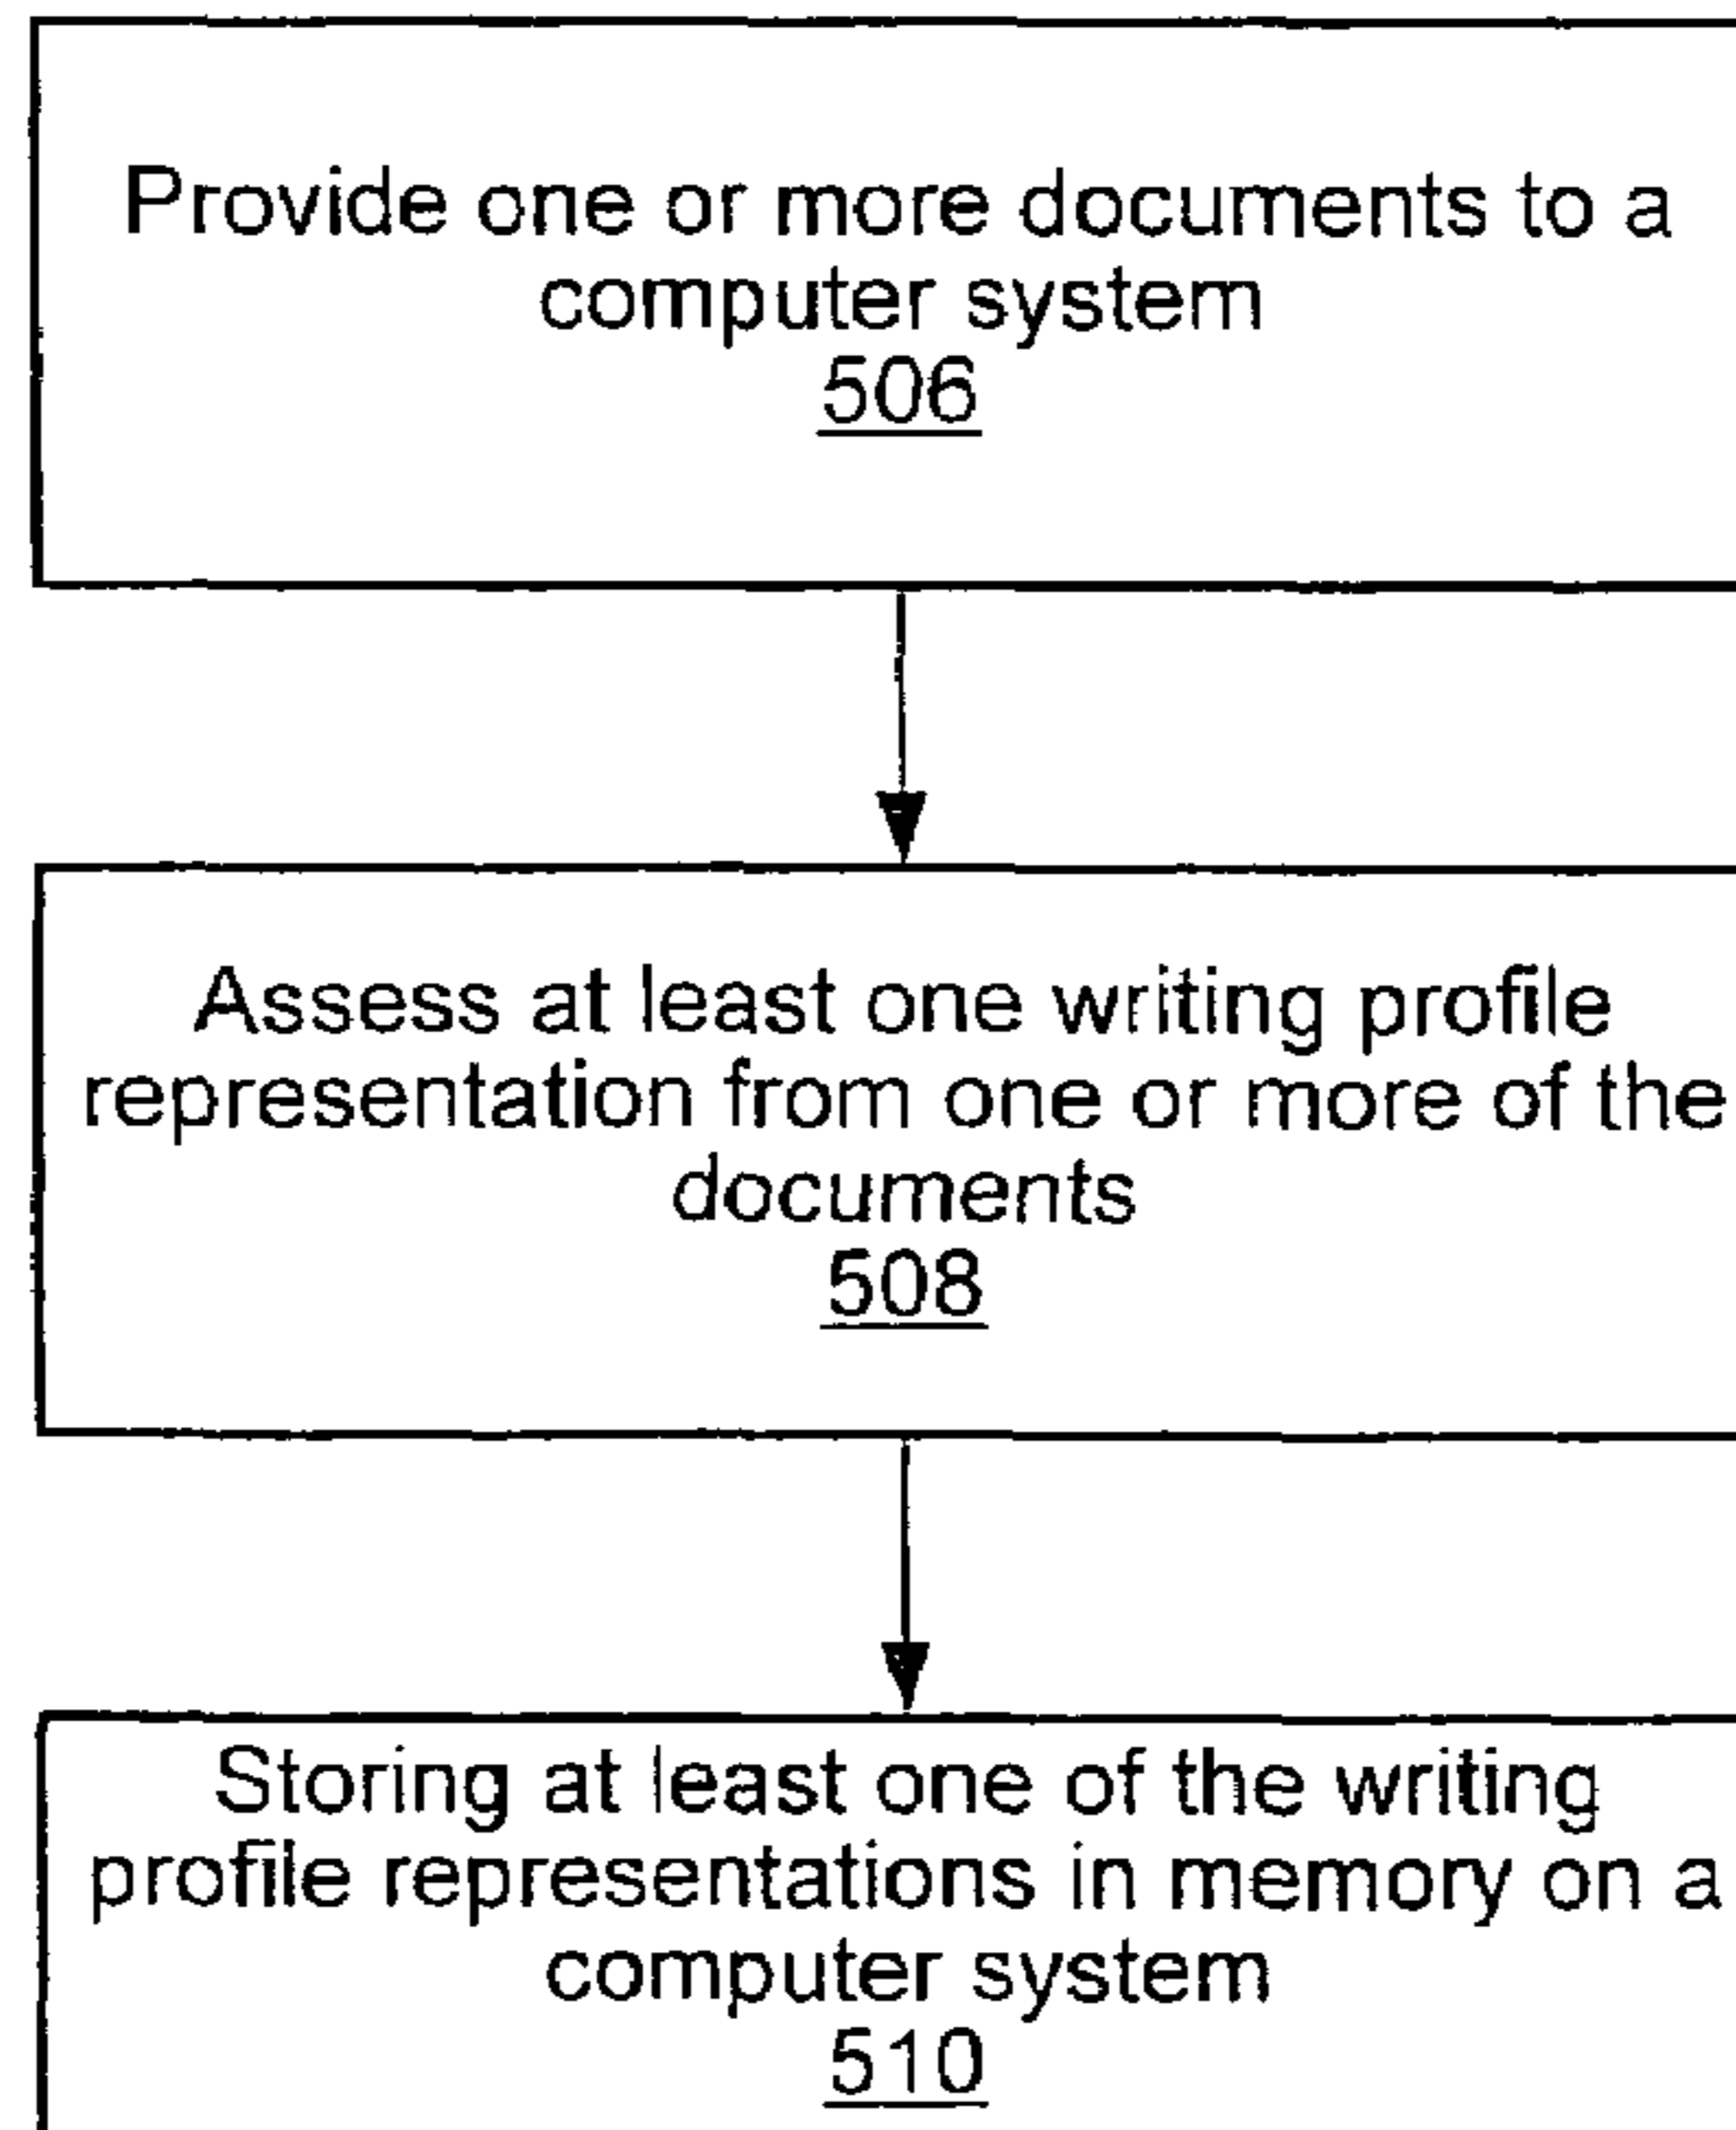 Provide one or more documents to a
computer system
506
Assess at least one writing profile
representation from one or more of the
documents
508
Storing at least one of the writing
profile representations in memory on a
computer system
510